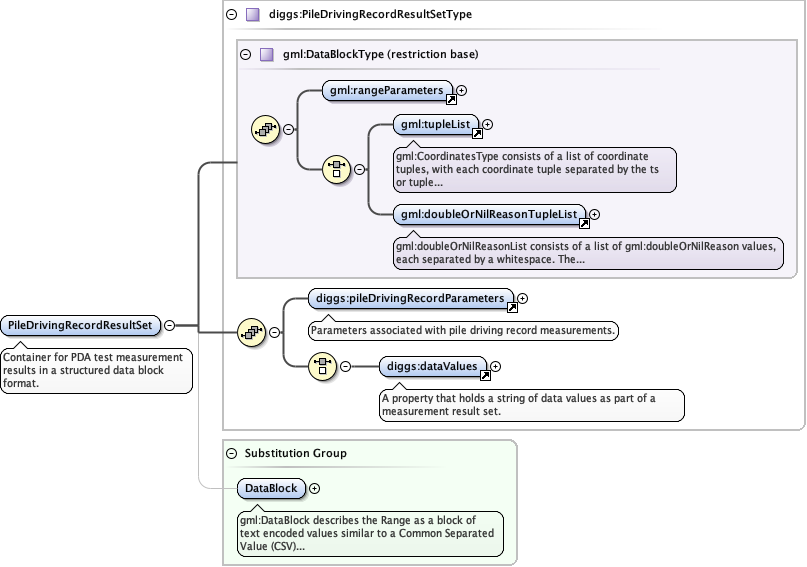 diggs:PileDrivingRecordResultSetType
gml:DataBlockType (restriction base)
gml:rangeParameters
gml:tupleList
gml:CoordinatesType consists of a list of coordinate
tuples, with each coordinate tuple separated by the ts
or tuple...
gml:doubleOrNilReasonTupleList
gml:doubleOrNilReasonList consists of a list of gml:doubleOrNilReason values,
each separated by a whitespace. The...
diggs:pileDrivingRecordParameters
Parameters associated with pile driving record measurements.
PileDrivingRecordResultSet
Container for PDA test measurement
results in a structured data block
format.
diggs:dataValues
A property that holds a string of data values as part of a
measurement result set.
Substitution Group
DataBlock
gml:DataBlock describes the Range as a block of
text encoded values similar to a Common Separated
Value (CSV)...